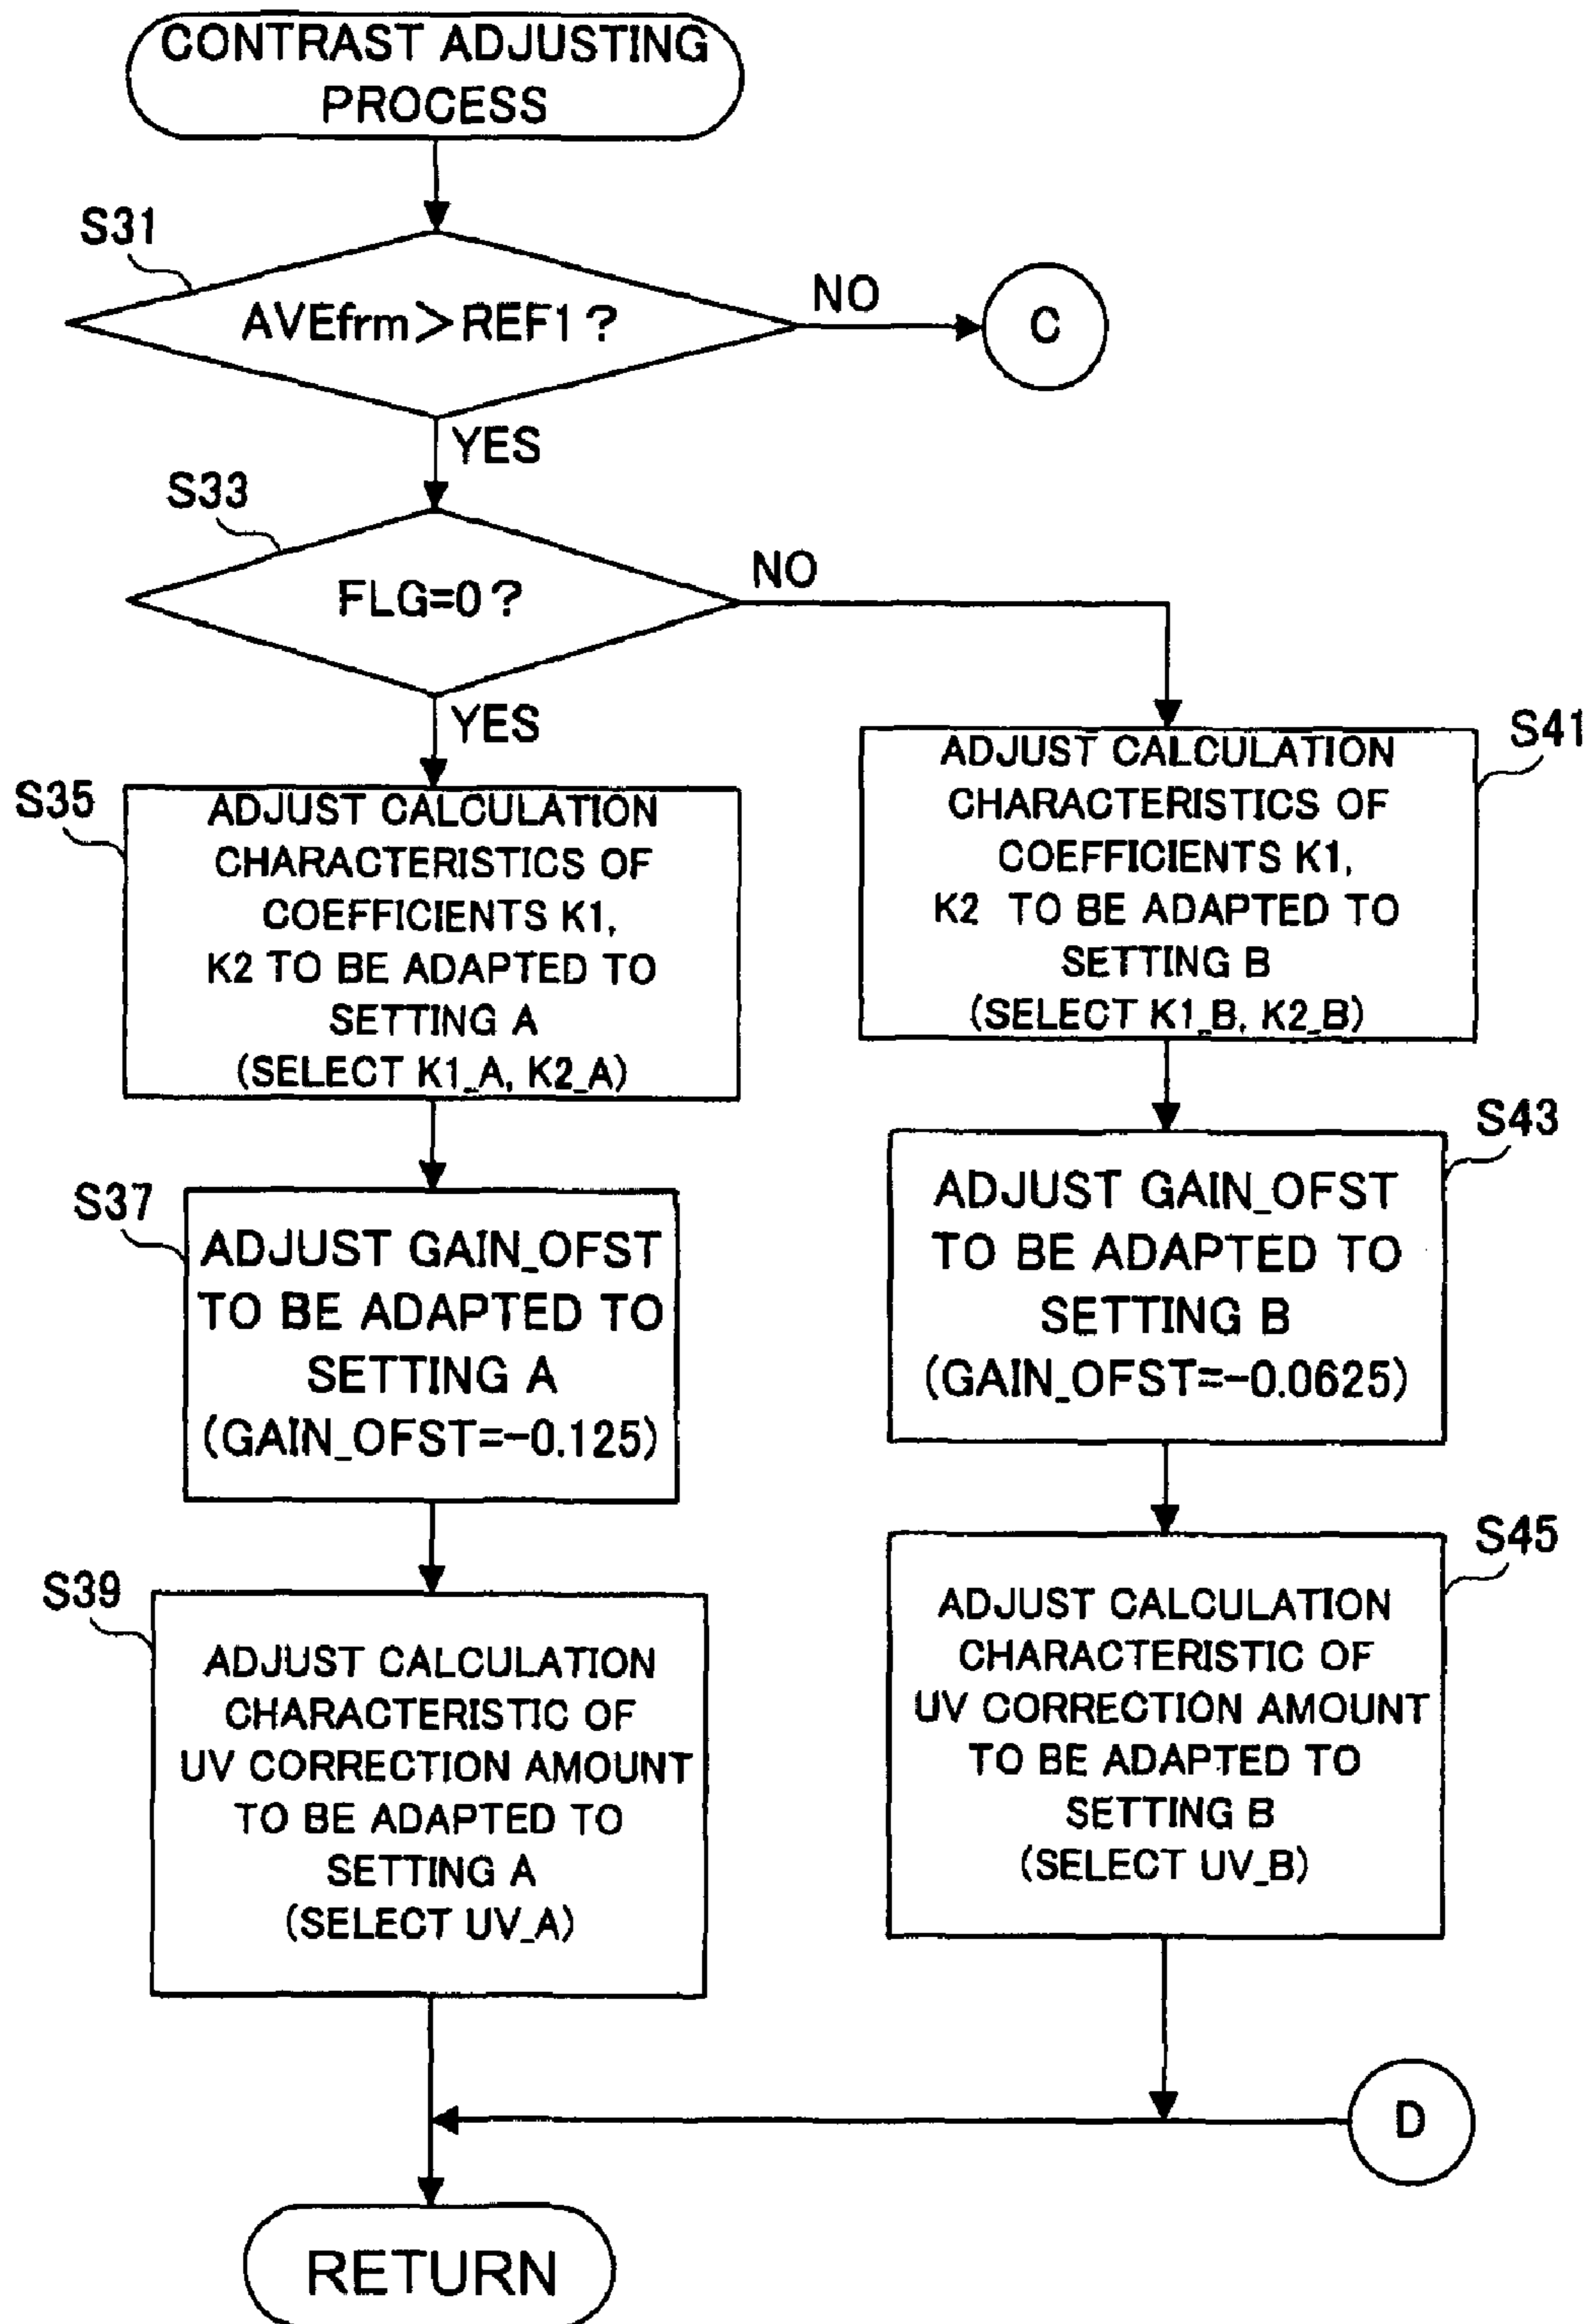 CONTRAST ADJUSTING
PROCESS
S31
AVEfrm>REF1?
NO
C
YES
S33
FLG=0?
NO
YES
S35
ADJUST CALCULATION
CHARACTERISTICS OF
COEFFICIENTS K1,
K2 TO BE ADAPTED TO
SETTING A
(SELECT K1_A, K2_A)
S37
ADJUST GAIN_OFST
TO BE ADAPTED TO
SETTING A
(GAIN_OFST=-0.125)
S39
ADJUST CALCULATION
CHARACTERISTIC OF
UV CORRECTION AMOUNT
TO BE ADAPTED TO
SETTING A
(SELECT UV_A)
S41
ADJUST CALCULATION
CHARACTERISTICS OF
COEFFICIENTS K1,
K2 TO BE ADAPTED TO
SETTING B
(SELECT K1_B, K2_B)
S43
ADJUST GAIN_OFST
TO BE ADAPTED TO
SETTING B
(GAIN_OFST=-0.0625)
S45
ADJUST CALCULATION
CHARACTERISTIC OF
UV CORRECTION AMOUNT
TO BE ADAPTED TO
SETTING B
(SELECT UV_B)
D
RETURN